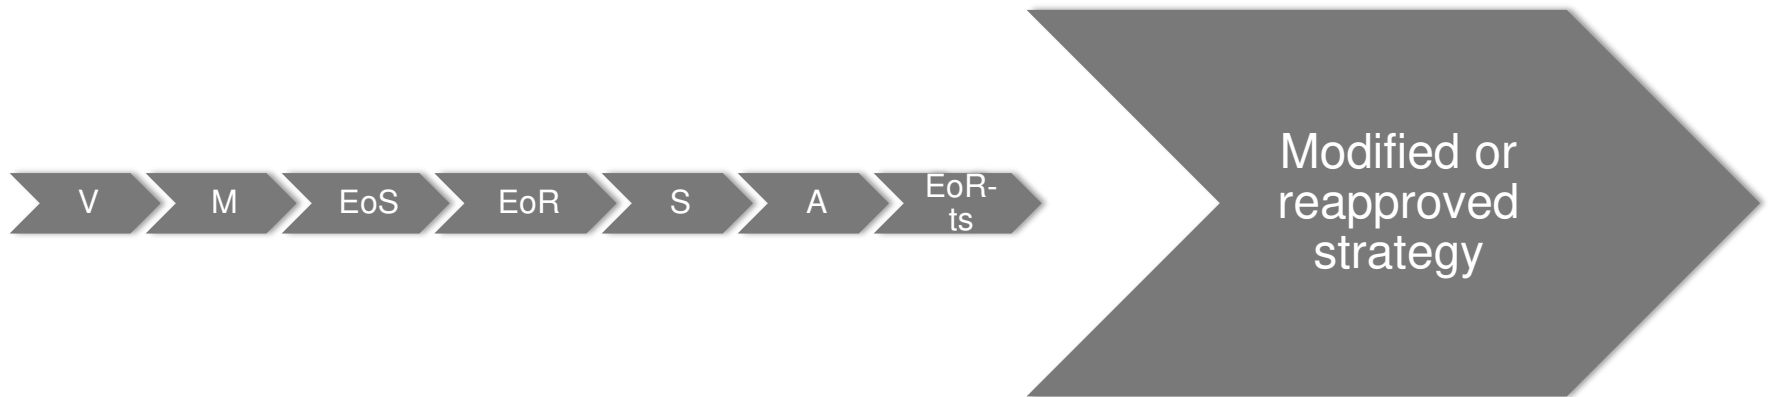 V
M
EoS
EoR
S
A
EoR-
ts
Modified or
reapproved
strategy